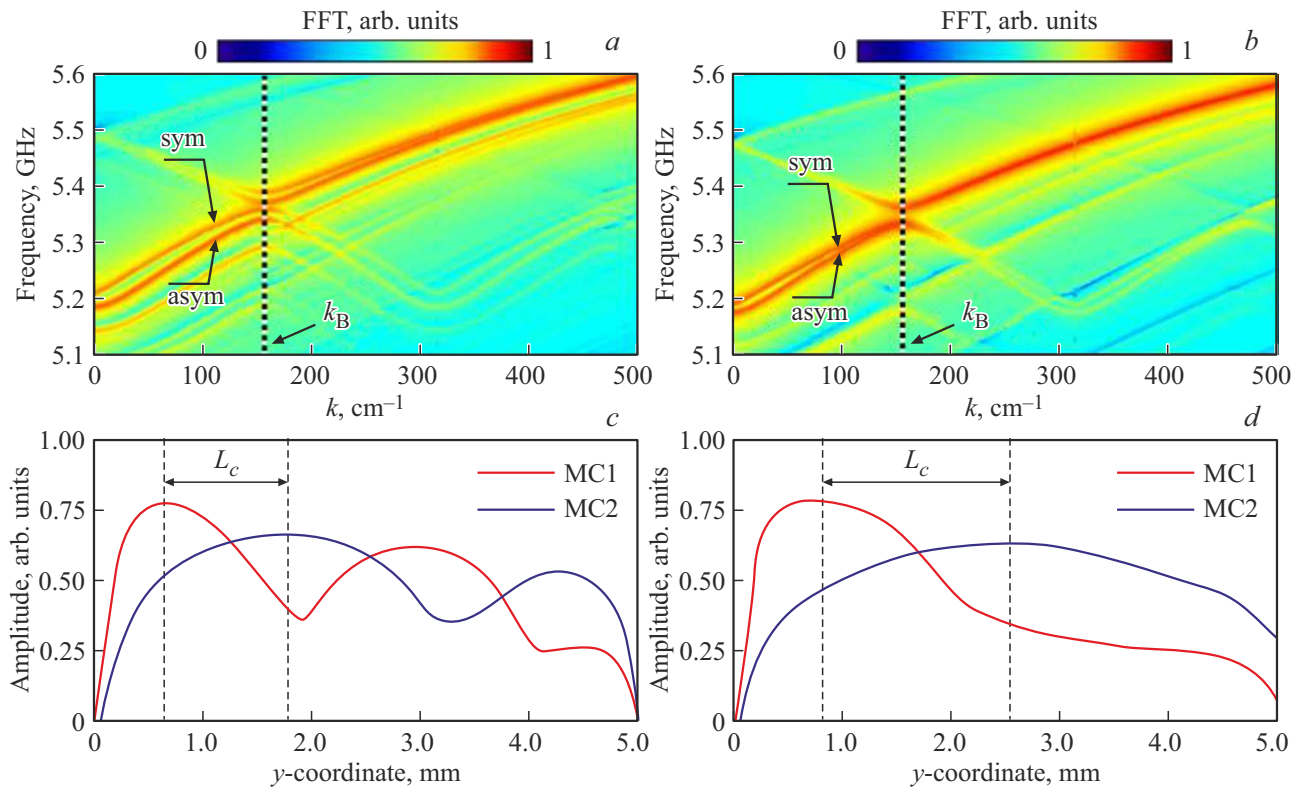 FFT, arb. units
0 1 a
5.6
5.5
5.4
5.3
5.2
5.1
Frequency, GHz
sym
asym
k_B
0 100 200 300 400 500
k, cm–1
FFT, arb. units
0 1 b
5.6
5.5
5.4
5.3
5.2
5.1
Frequency, GHz
sym
asym
k_B
0 100 200 300 400 500
k, cm–1
c
1.00
0.75
0.50
0.25
0
Amplitude, arb. units
L_c
MC1
MC2
0 1.0 2.0 3.0 4.0 5.0
y-coordinate, mm
d
1.00
0.75
0.50
0.25
0
Amplitude, arb. units
L_c
MC1
MC2
0 1.0 2.0 3.0 4.0 5.0
y-coordinate, mm